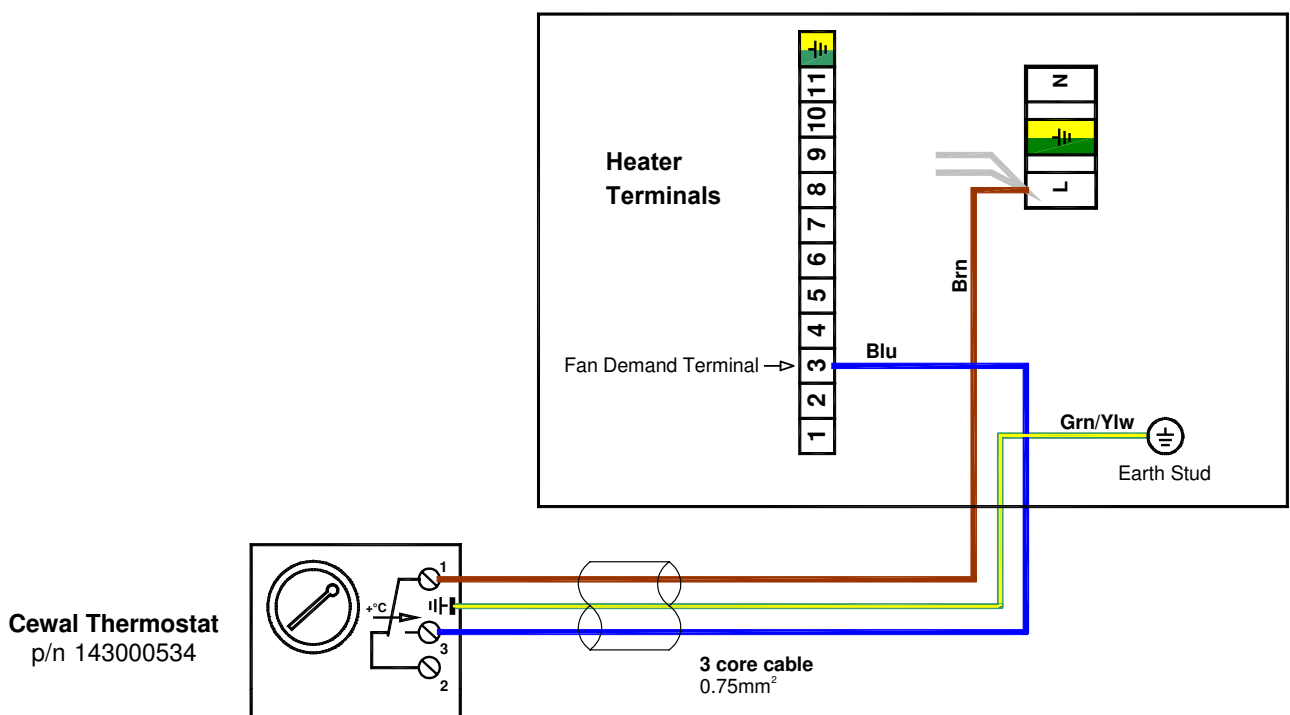 11
10
9
8
7
6
5
4
3
2
1
Heater
Terminals
N
L
Brn
Fan Demand Terminal
Blu
Grn/Ylw
Earth Stud
Cewal Thermostat
p/n 143000534
+°C
1
3
2
3 core cable
0.75mm²